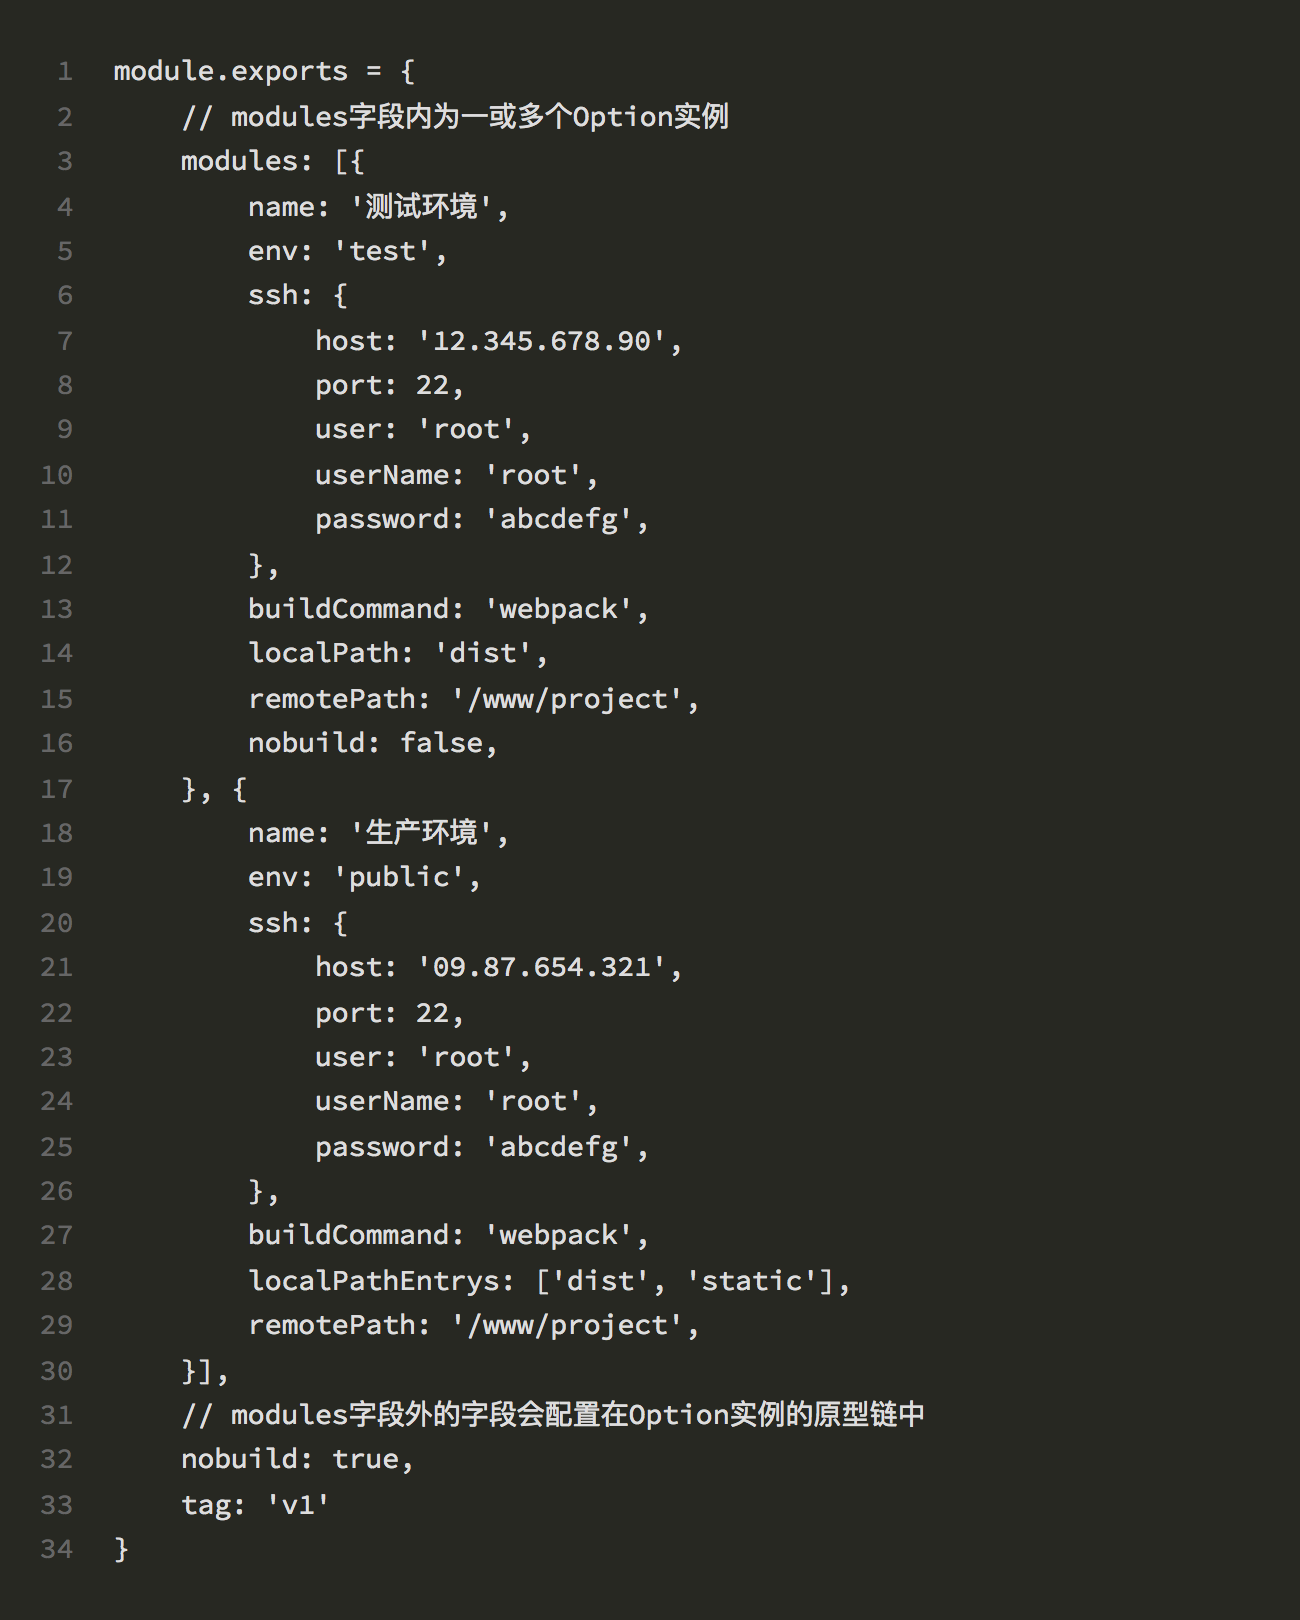 1 module.exports = {
2 // modules字段内为一或多个Option实例
3 modules: [{
4 name: '测试环境',
5 env: 'test',
6 ssh: {
7 host: '12.345.678.90',
8 port: 22,
9 user: 'root',
10 userName: 'root',
11 password: 'abcdefg',
12 },
13 buildCommand: 'webpack',
14 localPath: 'dist',
15 remotePath: '/www/project',
16 nobuild: false,
17 }, {
18 name: '生产环境',
19 env: 'public',
20 ssh: {
21 host: '09.87.654.321',
22 port: 22,
23 user: 'root',
24 userName: 'root',
25 password: 'abcdefg',
26 },
27 buildCommand: 'webpack',
28 localPathEntrys: ['dist', 'static'],
29 remotePath: '/www/project',
30 }],
31 // modules字段外的字段会配置在Option实例的原型链中
32 nobuild: true,
33 tag: 'v1'
34 }